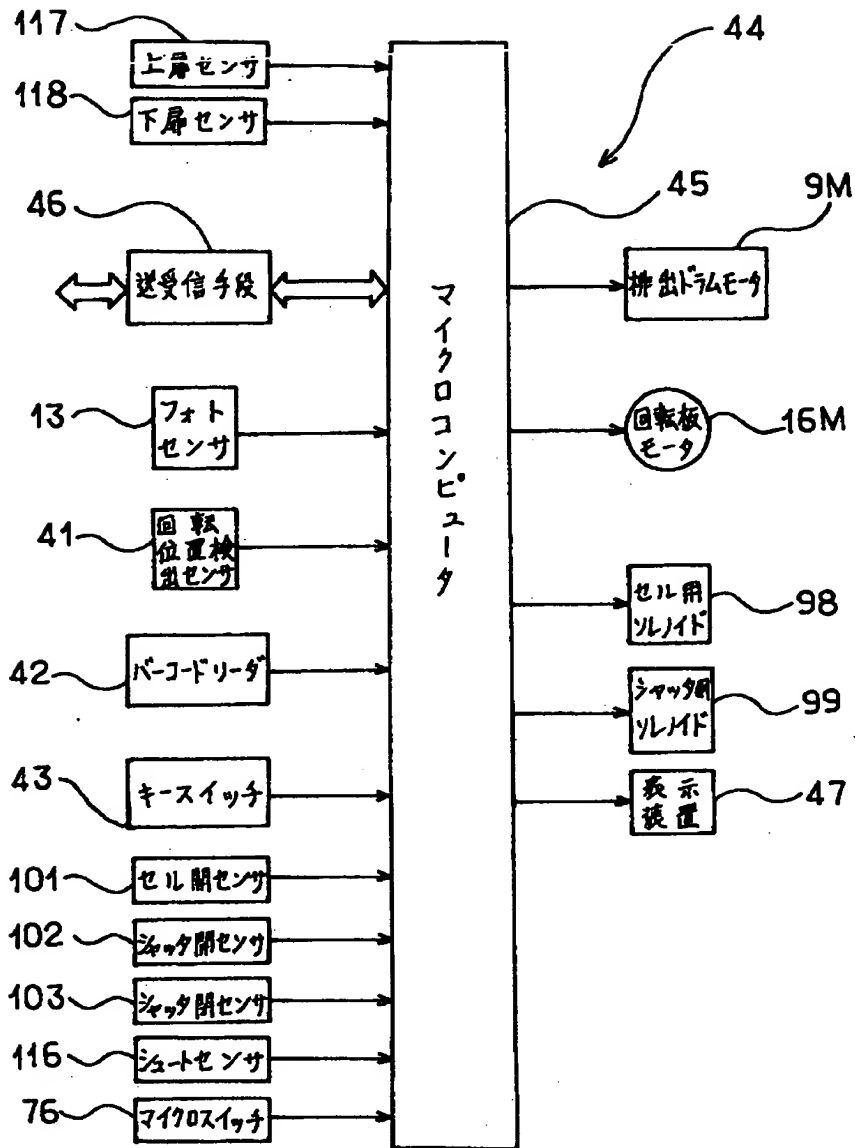 117
上扉センサ
118
下扉センサ
46
送受信手段
13
フォト
センサ
41
回転
位置検
出センサ
42
バーコードリーダ
43
キースイッチ
101
セル開センサ
102
シャッタ開センサ
103
シャッタ閉センサ
116
シュートセンサ
76
マイクロスイッチ
マイクロコンピュータ
44
45
9M
排出ドラムモータ
回転板
モータ
16M
セル用
ソレノイド
98
シャッタ用
ソレノイド
99
表示
装置
47